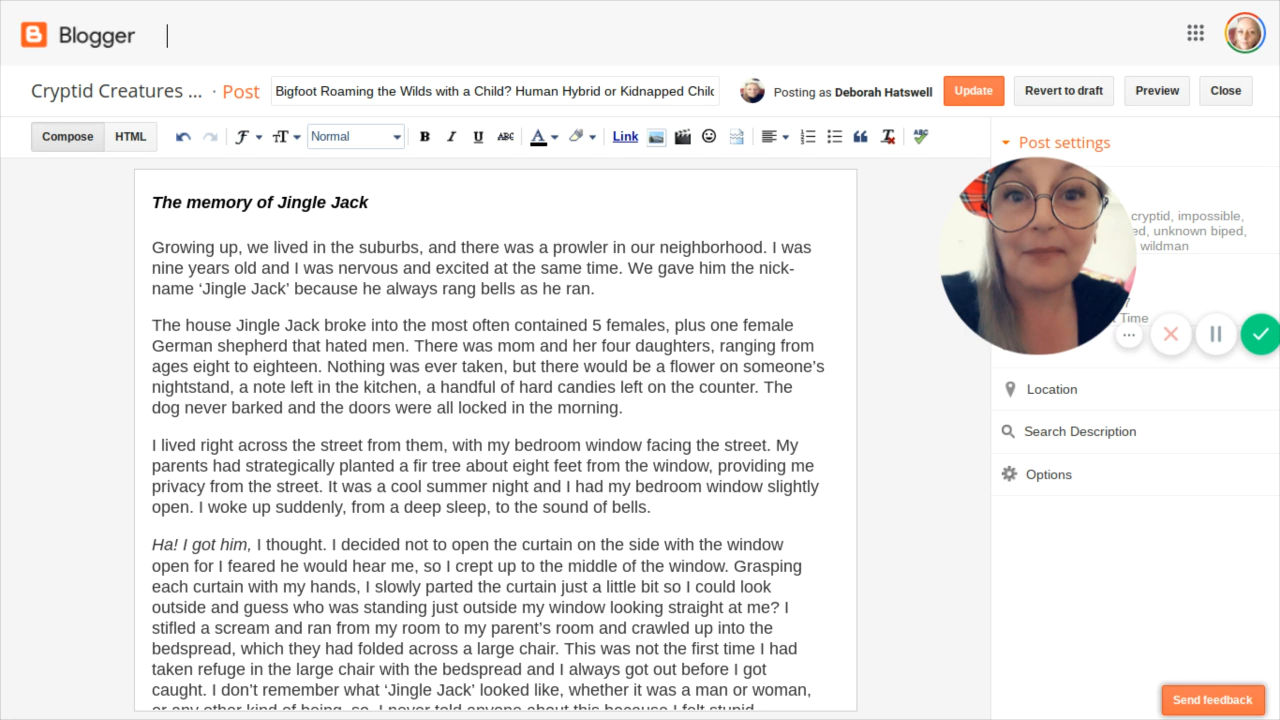 Blogger
Cryptid Creatures ... · Post
Bigfoot Roaming the Wilds with a Child? Human Hybrid or Kidnapped Child
Posting as Deborah Hatswell
Update
Revert to draft
Preview
Close
Compose
HTML
Normal
Link
Post settings
cryptid, impossible,
unknown biped,
wildman
Time
Location
Search Description
Options
The memory of Jingle Jack
Growing up, we lived in the suburbs, and there was a prowler in our neighborhood. I was
nine years old and I was nervous and excited at the same time. We gave him the nick-
name ‘Jingle Jack’ because he always rang bells as he ran.
The house Jingle Jack broke into the most often contained 5 females, plus one female
German shepherd that hated men. There was mom and her four daughters, ranging from
ages eight to eighteen. Nothing was ever taken, but there would be a flower on someone’s
nightstand, a note left in the kitchen, a handful of hard candies left on the counter. The
dog never barked and the doors were all locked in the morning.
I lived right across the street from them, with my bedroom window facing the street. My
parents had strategically planted a fir tree about eight feet from the window, providing me
privacy from the street. It was a cool summer night and I had my bedroom window slightly
open. I woke up suddenly, from a deep sleep, to the sound of bells.
Ha! I got him, I thought. I decided not to open the curtain on the side with the window
open for I feared he would hear me, so I crept up to the middle of the window. Grasping
each curtain with my hands, I slowly parted the curtain just a little bit so I could look
outside and guess who was standing just outside my window looking straight at me? I
stifled a scream and ran from my room to my parent’s room and crawled up into the
bedspread, which they had folded across a large chair. This was not the first time I had
taken refuge in the large chair with the bedspread and I always got out before I got
caught. I don’t remember what ‘Jingle Jack’ looked like, whether it was a man or woman,
or any other kind of being, so, I never told anyone about this because I felt stupid
Send feedback